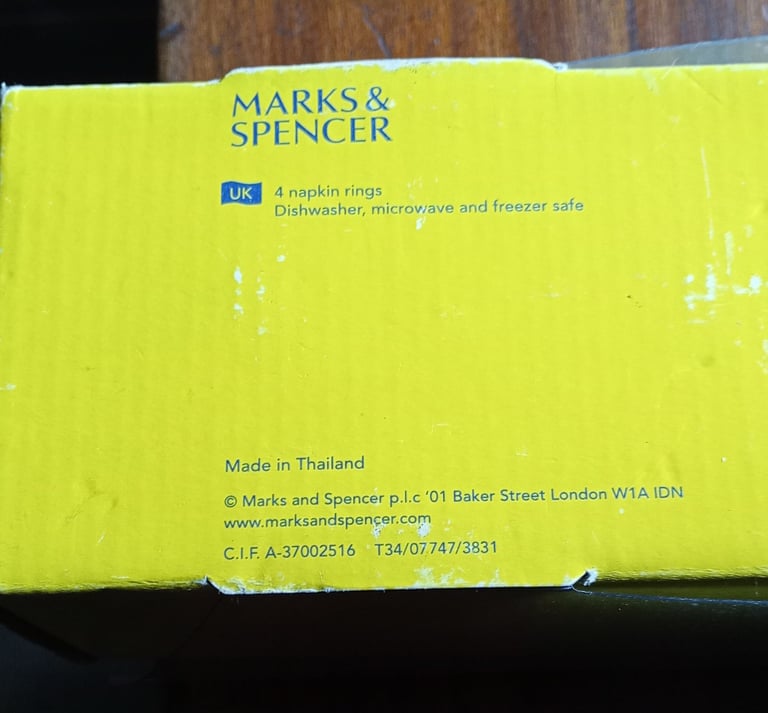 MARKS &
SPENCER
UK
4 napkin rings
Dishwasher, microwave and freezer safe
Made in Thailand
© Marks and Spencer p.l.c '01 Baker Street London W1A IDN
www.marksandspencer.com
C.I.F. A-37002516 T34/07747/3831